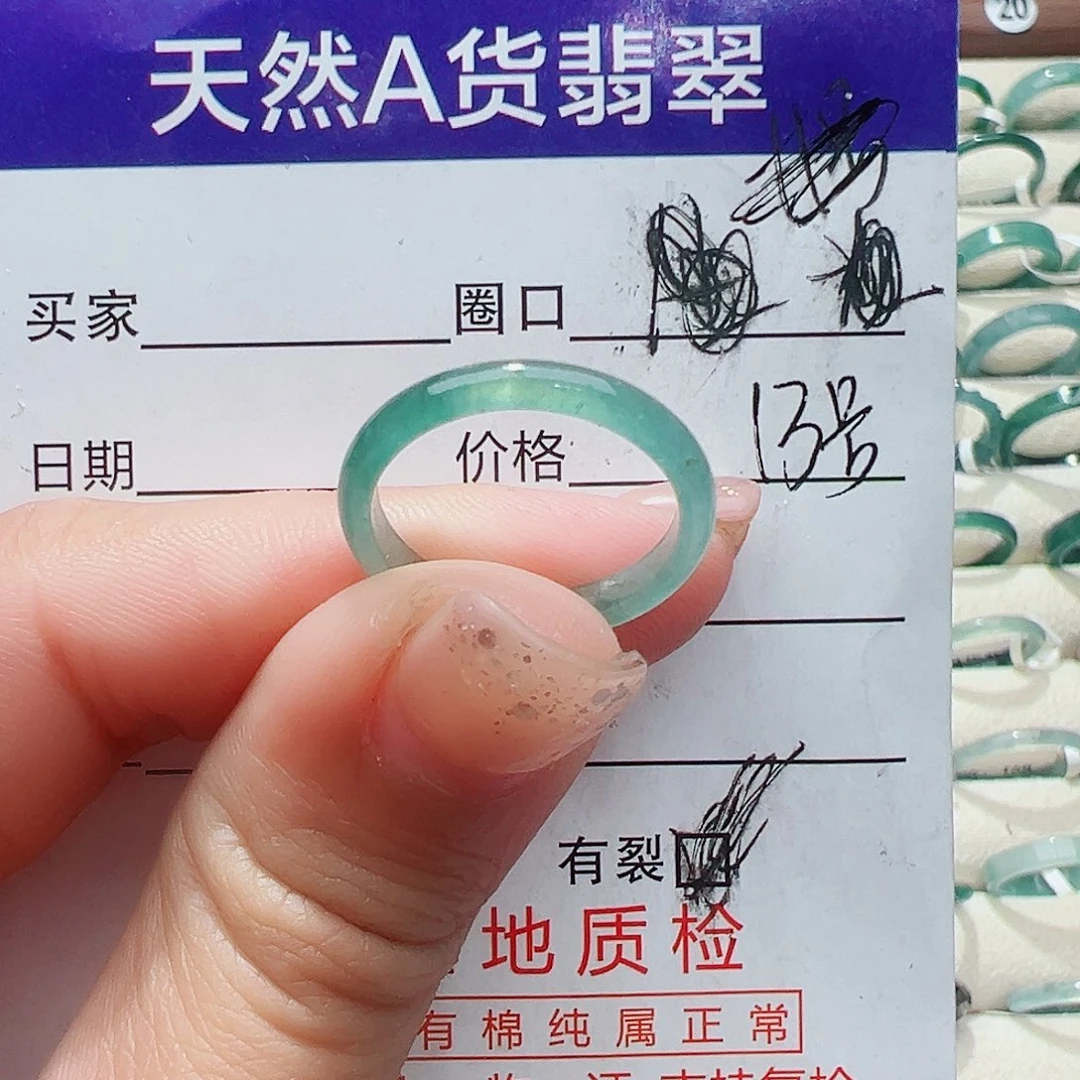 20
天然A货翡翠
买家 圈口
日期 价格 13号
有裂
地质检
有棉纯属正常